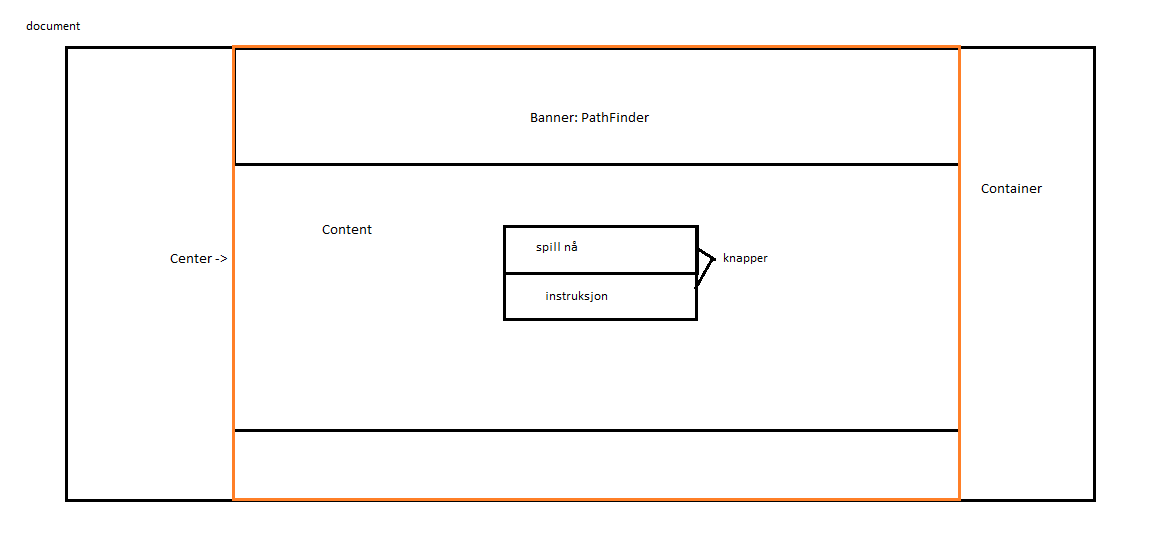 document
Banner: PathFinder
Container
Content
spill nå
Center ->
knapper
instruksjon